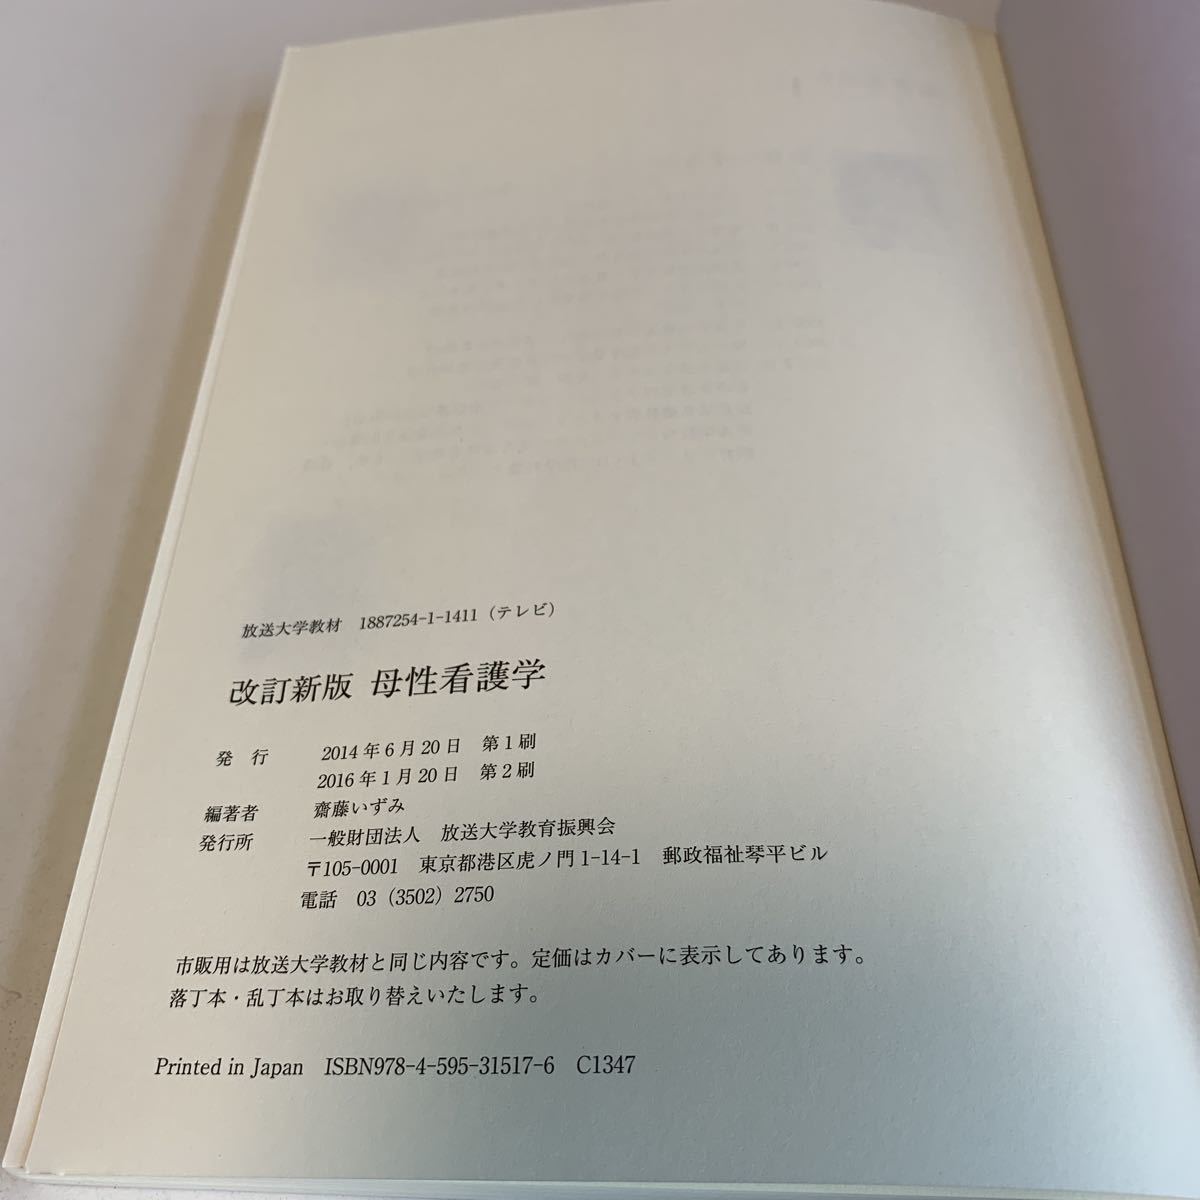 放送大学教材 1887254-1-1411（テレビ）
改訂新版 母性看護学
発 行 2014年6月20日 第1刷
2016年1月20日 第2刷
編著者 齋藤いずみ
発行所 一般財団法人 放送大学教育振興会
〒105-0001 東京都港区虎ノ門1-14-1 郵政福祉琴平ビル
電話 03（3502）2750
市販用は放送大学教材と同じ内容です。定価はカバーに表示してあります。
落丁本・乱丁本はお取り替えいたします。
Printed in Japan ISBN978-4-595-31517-6 C1347